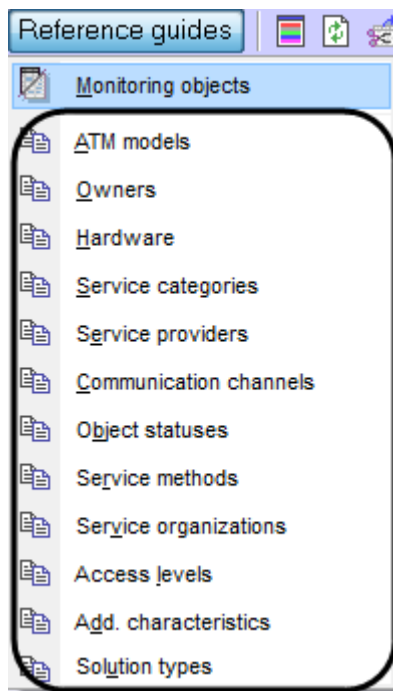 Reference guides
Monitoring objects
ATM models
Owners
Hardware
Service categories
Service providers
Communication channels
Object statuses
Service methods
Service organizations
Access levels
Add. characteristics
Solution types